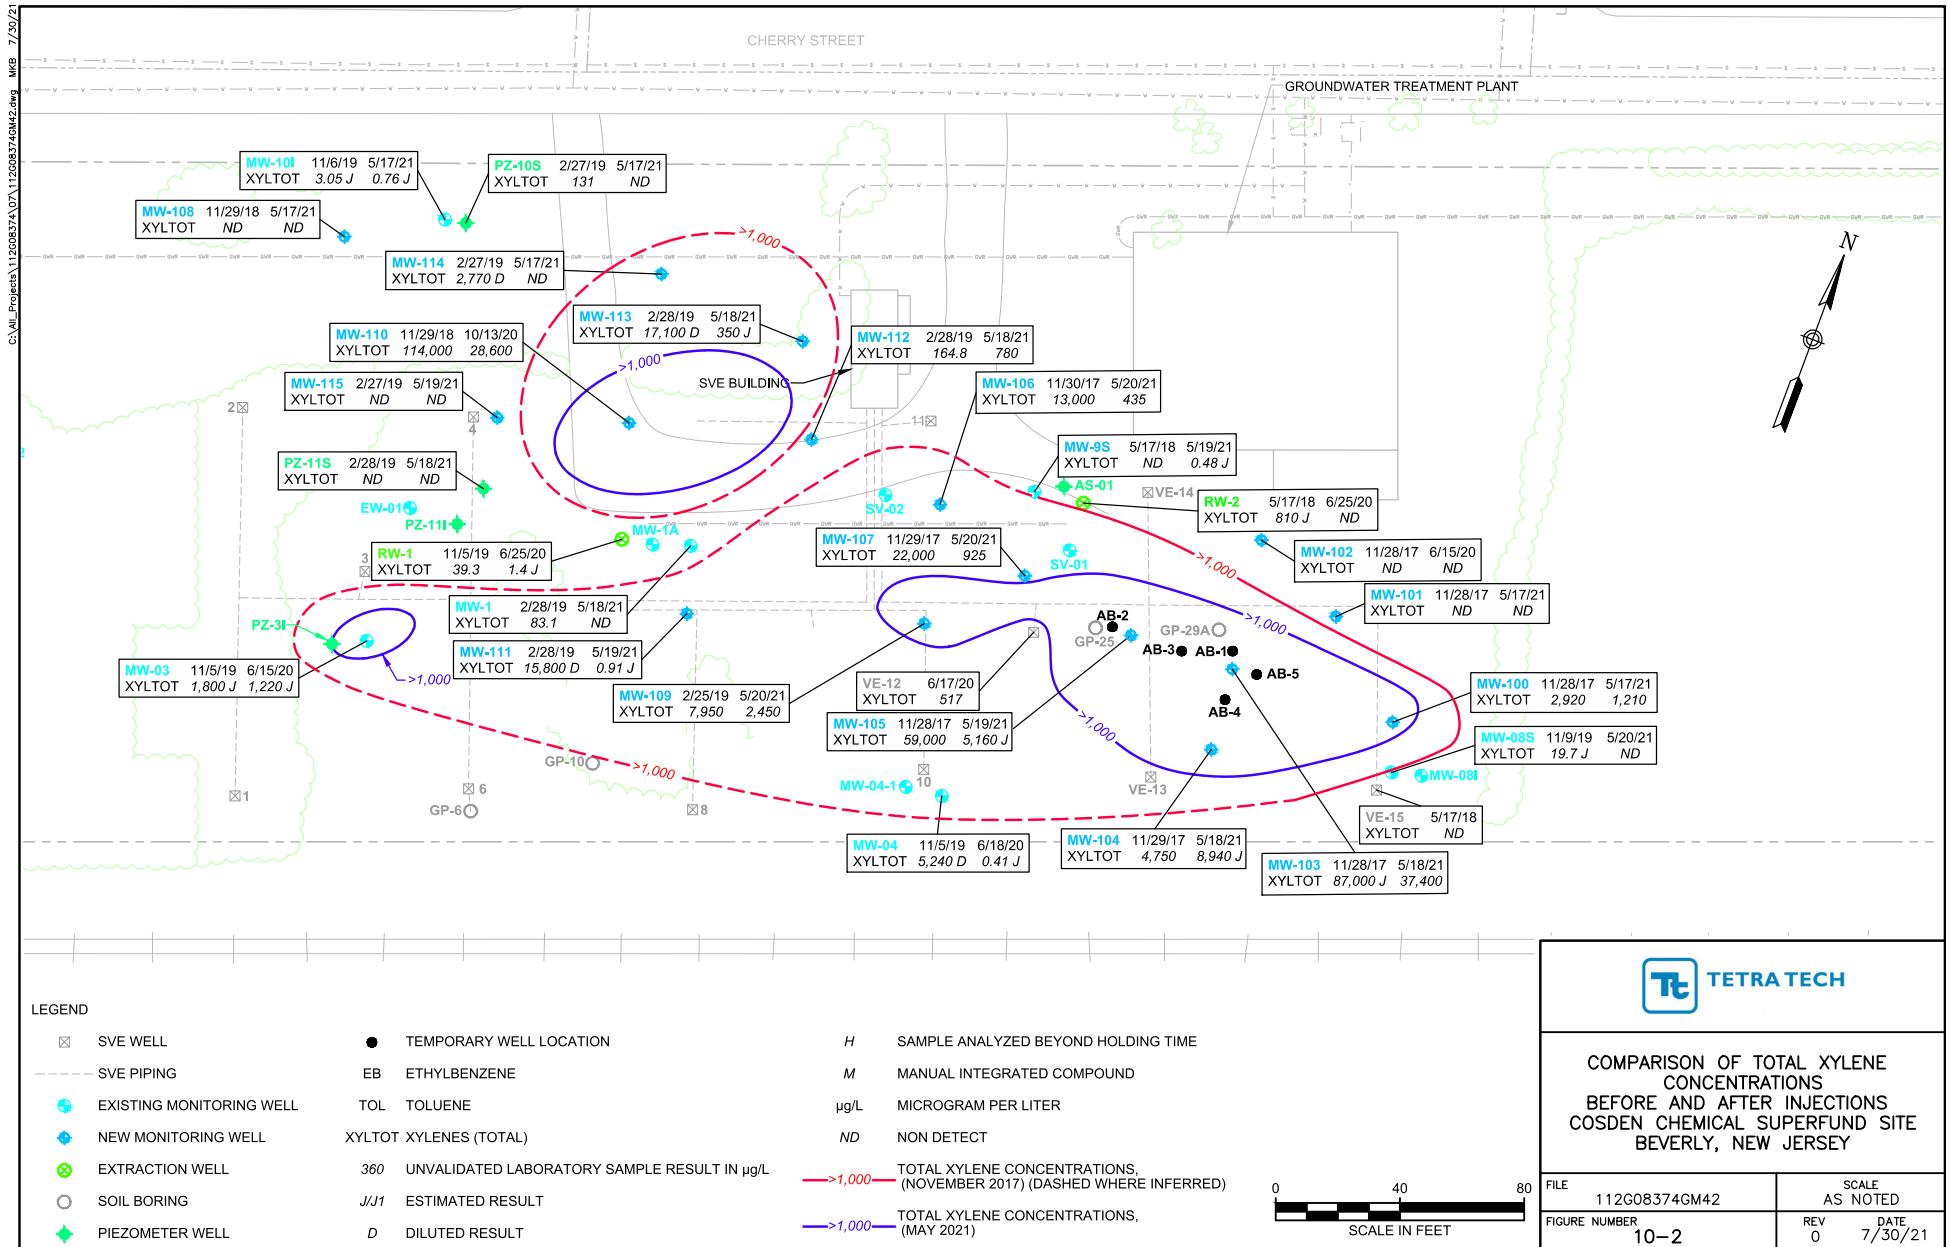 C:\All_Projects\112G08374\07\112G08374GM42.dwg MKB 7/30/21
CHERRY STREET
GROUNDWATER TREATMENT PLANT
MW-10I 11/6/19 5/17/21
XYLTOT 3.05 J 0.76 J
PZ-10S 2/27/19 5/17/21
XYLTOT 131 ND
MW-108 11/29/18 5/17/21
XYLTOT ND ND
>1,000
N
MW-114 2/27/19 5/17/21
XYLTOT 2,770 D ND
MW-113 2/28/19 5/18/21
XYLTOT 17,100 D 350 J
MW-110 11/29/18 10/13/20
XYLTOT 114,000 28,600
MW-112 2/28/19 5/18/21
XYLTOT 164.8 780
>1,000
SVE BUILDING
MW-115 2/27/19 5/19/21
XYLTOT ND ND
MW-106 11/30/17 5/20/21
XYLTOT 13,000 435
2
4
11
MW-9S 5/17/18 5/19/21
XYLTOT ND 0.48 J
PZ-11S 2/28/19 5/18/21
XYLTOT ND ND
AS-01
VE-14
RW-2 5/17/18 6/25/20
XYLTOT 810 J ND
EW-01
SV-02
PZ-11I
MW-1A
MW-107 11/29/17 5/20/21
XYLTOT 22,000 925
RW-1 11/5/19 6/25/20
XYLTOT 39.3 1.4 J
3
SV-01
>1,000
MW-102 11/28/17 6/15/20
XYLTOT ND ND
MW-101 11/28/17 5/17/21
XYLTOT ND ND
MW-1 2/28/19 5/18/21
XYLTOT 83.1 ND
PZ-3I
AB-2
GP-25
GP-29A
>1,000
AB-3
AB-1
MW-111 2/28/19 5/19/21
XYLTOT 15,800 D 0.91 J
MW-03 11/5/19 6/15/20
XYLTOT 1,800 J 1,220 J
>1,000
AB-5
MW-109 2/25/19 5/20/21
XYLTOT 7,950 2,450
VE-12 6/17/20
XYLTOT 517
MW-100 11/28/17 5/17/21
XYLTOT 2,920 1,210
AB-4
MW-105 11/28/17 5/19/21
XYLTOT 59,000 5,160 J
>1,000
MW-08S 11/9/19 5/20/21
XYLTOT 19.7 J ND
GP-10
>1,000
MW-08I
MW-04-1
10
VE-13
1
6
GP-6
8
VE-15 5/17/18
XYLTOT ND
MW-04 11/5/19 6/18/20
XYLTOT 5,240 D 0.41 J
MW-104 11/29/17 5/18/21
XYLTOT 4,750 8,940 J
MW-103 11/28/17 5/18/21
XYLTOT 87,000 J 37,400
LEGEND
SVE WELL
SVE PIPING
EXISTING MONITORING WELL
NEW MONITORING WELL
EXTRACTION WELL
SOIL BORING
PIEZOMETER WELL
TEMPORARY WELL LOCATION
EB ETHYLBENZENE
TOL TOLUENE
XYLTOT XYLENES (TOTAL)
360 UNVALIDATED LABORATORY SAMPLE RESULT IN µg/L
J/J1 ESTIMATED RESULT
D DILUTED RESULT
H SAMPLE ANALYZED BEYOND HOLDING TIME
M MANUAL INTEGRATED COMPOUND
µg/L MICROGRAM PER LITER
ND NON DETECT
>1,000 TOTAL XYLENE CONCENTRATIONS,
(NOVEMBER 2017) (DASHED WHERE INFERRED)
>1,000 TOTAL XYLENE CONCENTRATIONS,
(MAY 2021)
0 40 80
SCALE IN FEET
Tt TETRA TECH
COMPARISON OF TOTAL XYLENE
CONCENTRATIONS
BEFORE AND AFTER INJECTIONS
COSDEN CHEMICAL SUPERFUND SITE
BEVERLY, NEW JERSEY
FILE
112G08374GM42
SCALE
AS NOTED
FIGURE NUMBER
10-2
REV
0
DATE
7/30/21